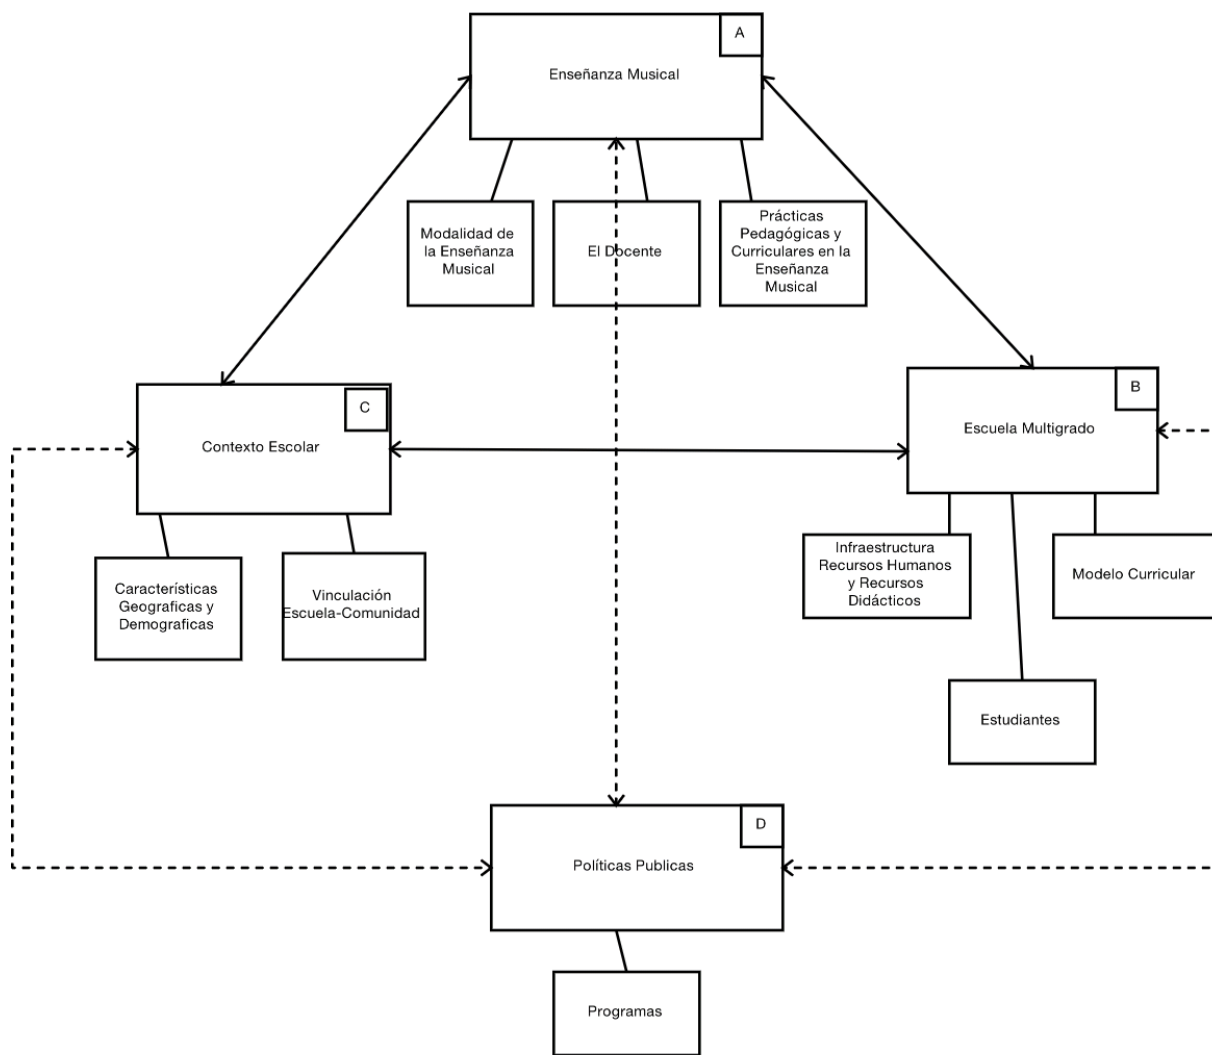 A
Enseñanza Musical
Modalidad de
la Enseñanza
Musical
El Docente
Prácticas
Pedagógicas y
Curriculares en la
Enseñanza
Musical
C
Contexto Escolar
B
Escuela Multigrado
Características
Geograficas y
Demograficas
Vinculación
Escuela-Comunidad
Infraestructura
Recursos Humanos
y Recursos
Didácticos
Modelo Curricular
Estudiantes
D
Políticas Publicas
Programas